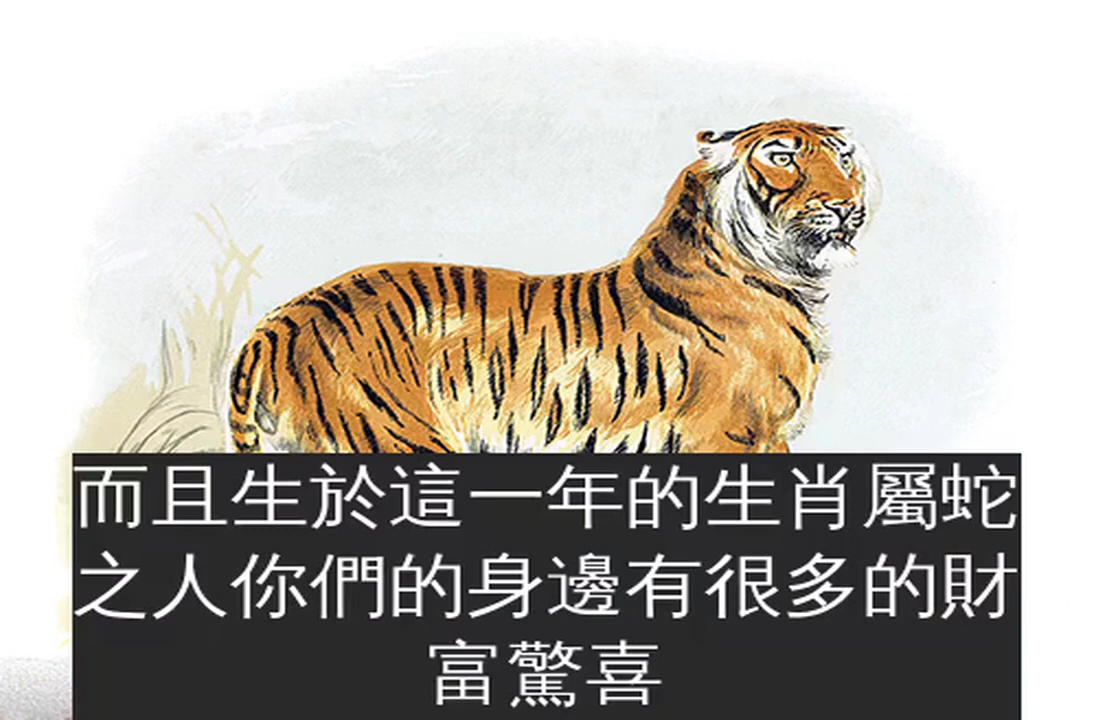 而且生於這一年的生肖屬蛇
之人你們的身邊有很多的財
富驚喜